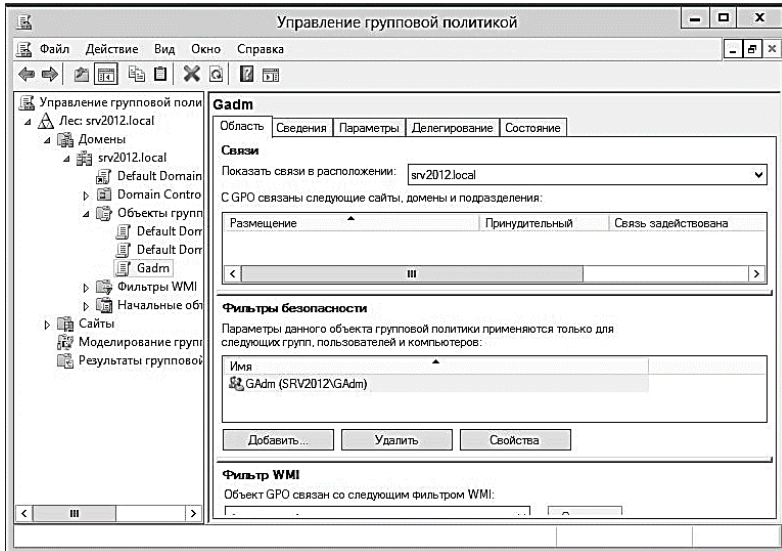 Управление групповой политикой
Файл Действие Вид Окно Справка
Управление групповой поли
Лес: srv2012.local
Домены
srv2012.local
Default Domain
Domain Contro
Объекты групп
Default Dom
Default Dom
Gadm
Фильтры WMI
Начальные объ
Сайты
Моделирование групп
Результаты групповой
Gadm
Область Сведения Параметры Делегирование Состояние
Связи
Показать связи в расположении: srv2012.local
С GPO связаны следующие сайты, домены и подразделения:
Размещение Принудительный Связь задействована
Фильтры безопасности
Параметры данного объекта групповой политики применяются только для
следующих групп, пользователей и компьютеров:
Имя
GAdm (SRV2012\GAdm)
Добавить... Удалить Свойства
Фильтр WMI
Объект GPO связан со следующим фильтром WMI: